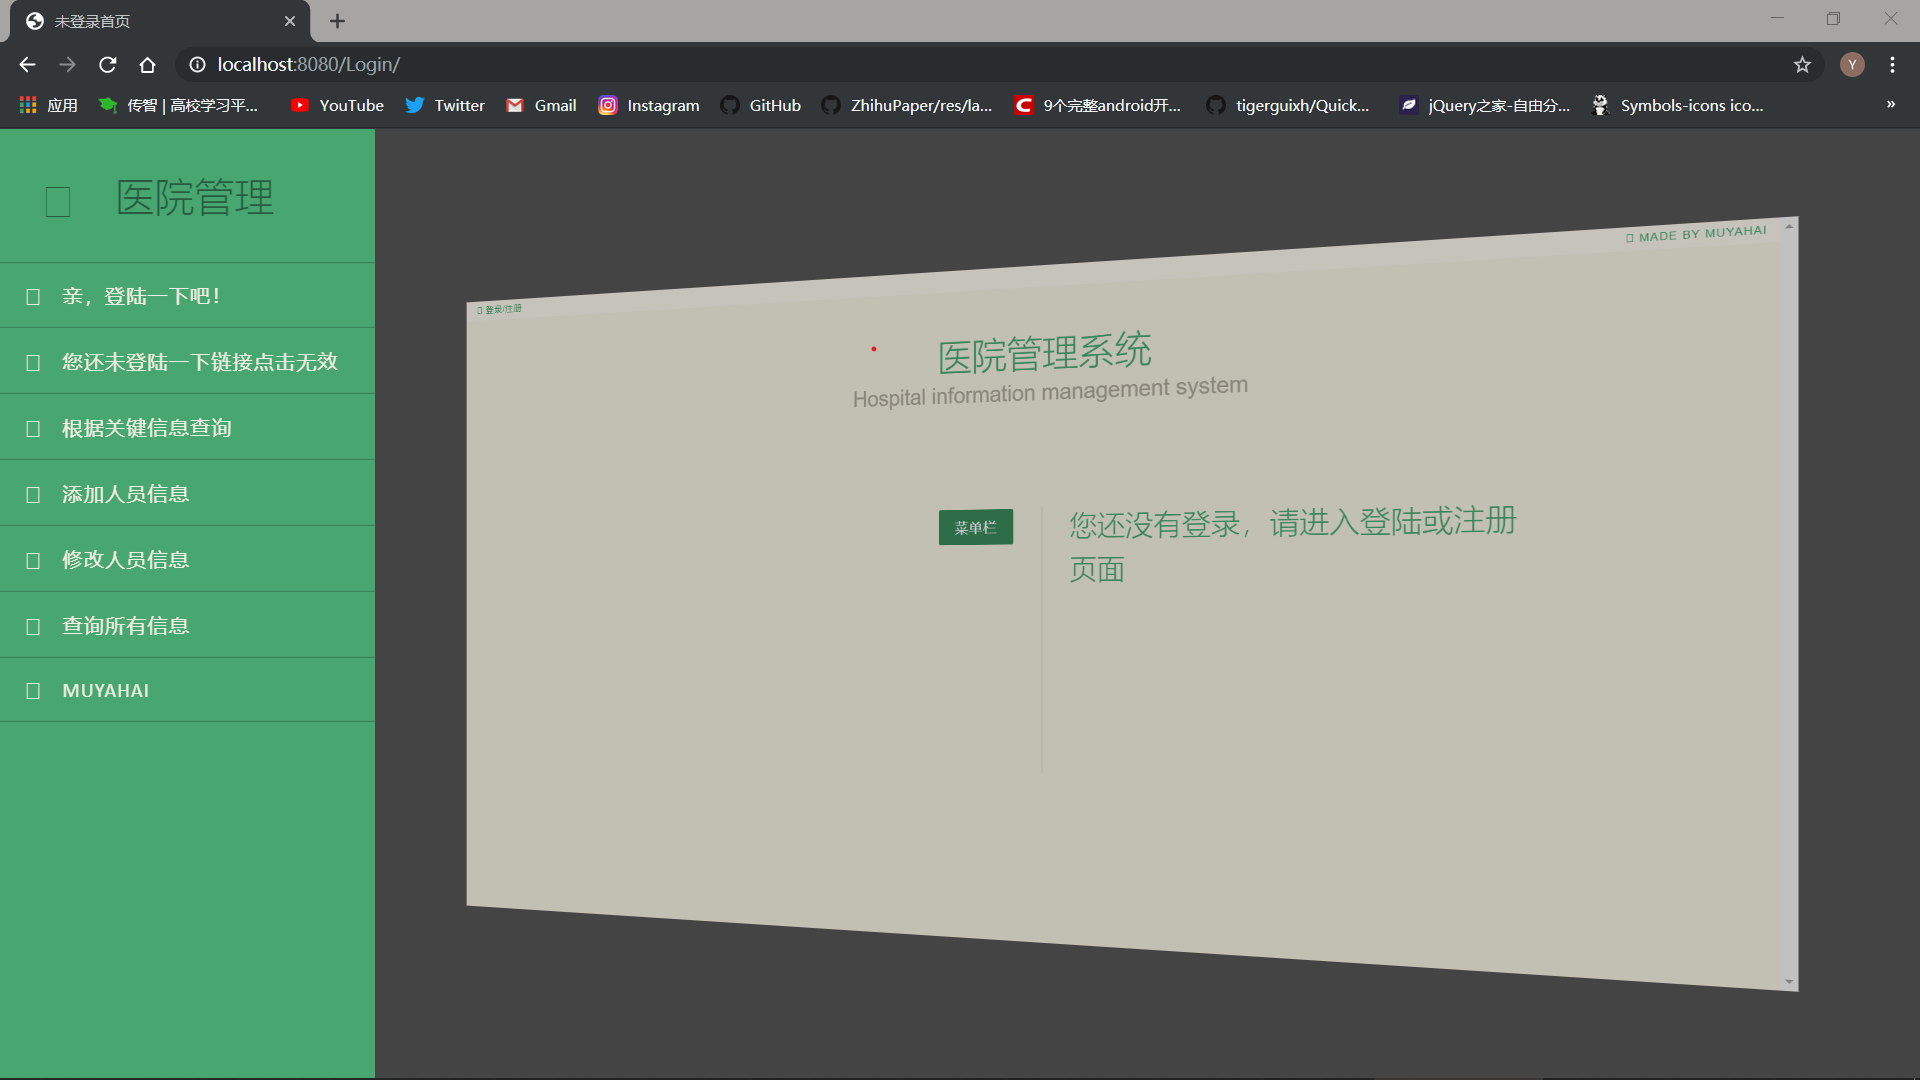 未登录首页
localhost:8080/Login/
Y
应用
传智 | 高校学习平...
YouTube
Twitter
Gmail
Instagram
GitHub
ZhihuPaper/res/la...
9个完整android开...
tigerguixh/Quick...
jQuery之家-自由分...
Symbols-icons ico...
»
医院管理
亲，登陆一下吧！
您还未登陆一下链接点击无效
根据关键信息查询
添加人员信息
修改人员信息
查询所有信息
MUYAHAI
MADE BY MUYAHAI
登录/注册
医院管理系统
Hospital information management system
菜单栏
您还没有登录，请进入登陆或注册
页面